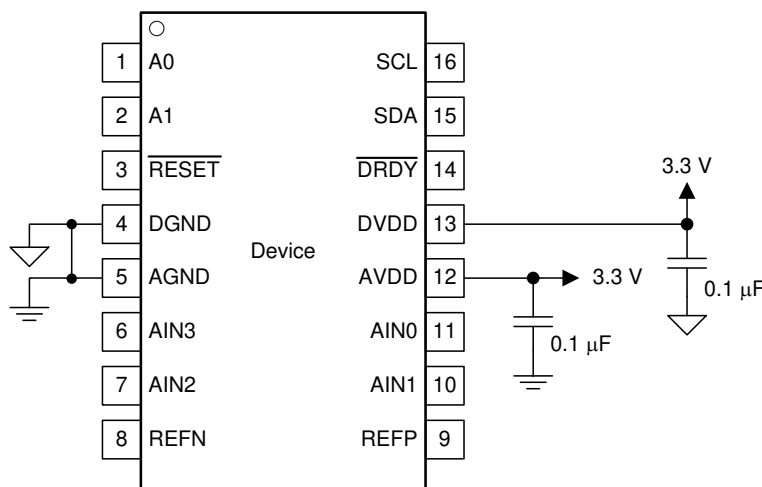 1 A0 SCL 16
2 A1 SDA 15
3 RESET DRDY 14
3.3 V
4 DGND DVDD 13
Device
5 AGND AVDD 12 3.3 V
0.1 μF
6 AIN3 AIN0 11 0.1 μF
7 AIN2 AIN1 10
8 REFN REFP 9